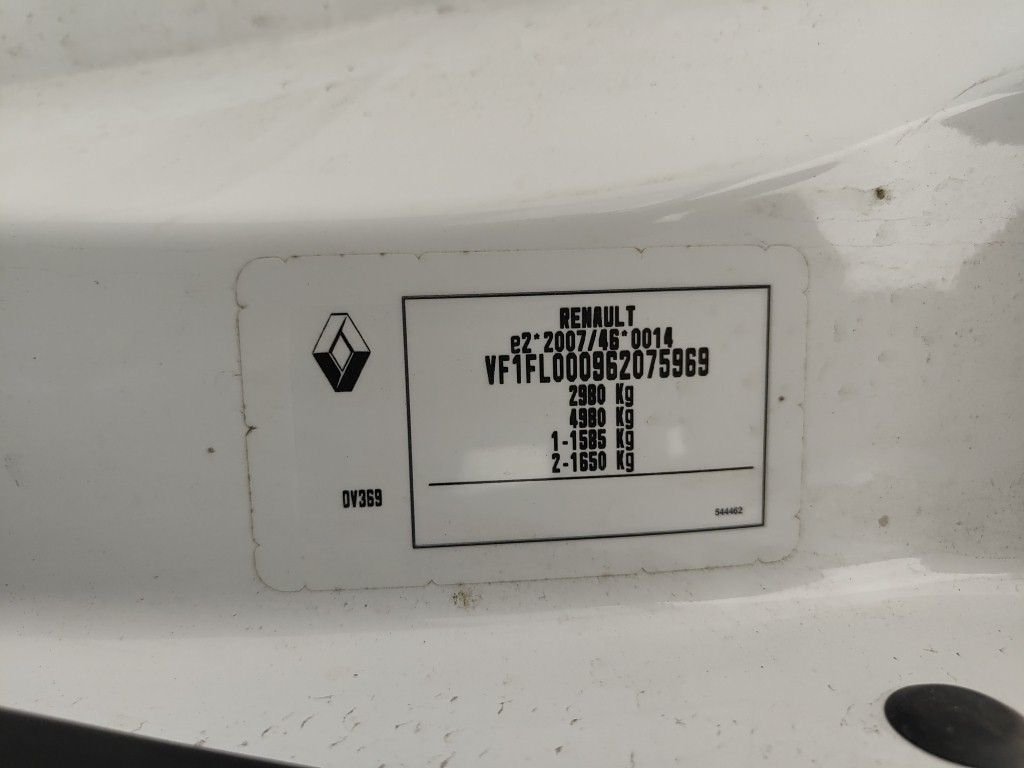 RENAULT
e2*2007/46*0014
VF1FL000962075969
2980 Kg
4980 Kg
1-1585 Kg
2-1650 Kg
DV369
544462